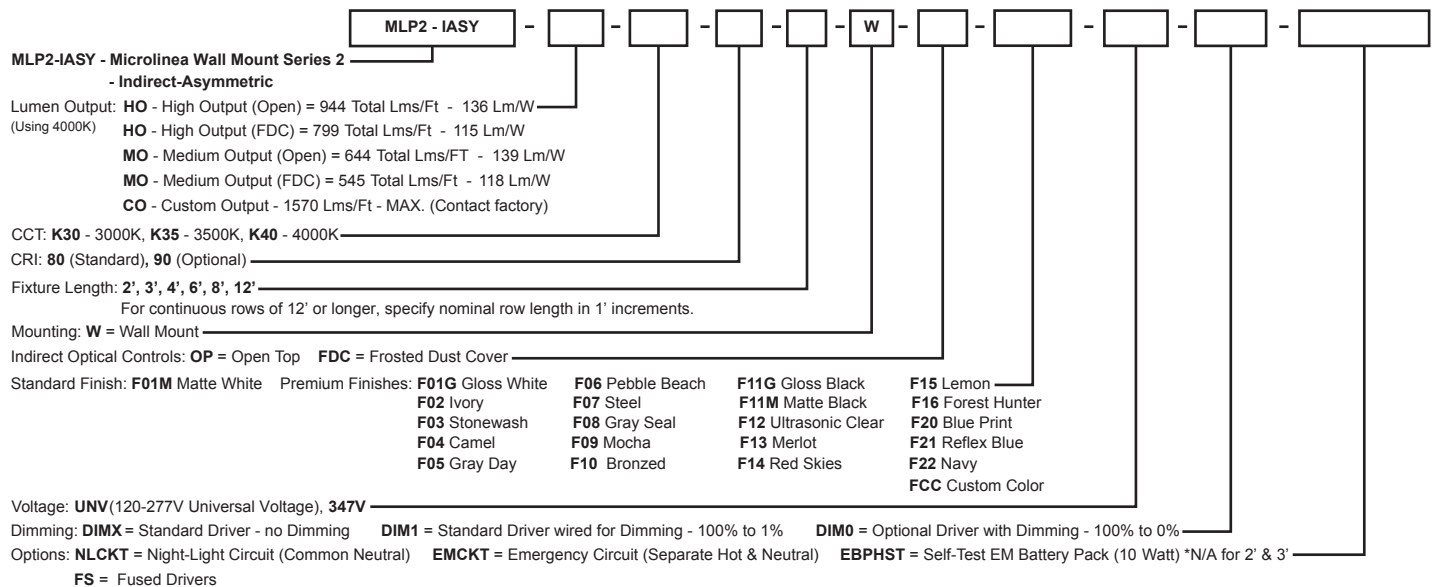 MLP2 - IASY - - - - - W - - - - -
MLP2-IASY - Microlinea Wall Mount Series 2
- Indirect-Asymmetric
Lumen Output: HO - High Output (Open) = 944 Total Lms/Ft - 136 Lm/W
(Using 4000K) HO - High Output (FDC) = 799 Total Lms/Ft - 115 Lm/W
MO - Medium Output (Open) = 644 Total Lms/FT - 139 Lm/W
MO - Medium Output (FDC) = 545 Total Lms/Ft - 118 Lm/W
CO - Custom Output - 1570 Lms/Ft - MAX. (Contact factory)
CCT: K30 - 3000K, K35 - 3500K, K40 - 4000K
CRI: 80 (Standard), 90 (Optional)
Fixture Length: 2’, 3’, 4’, 6’, 8’, 12’
For continuous rows of 12’ or longer, specify nominal row length in 1’ increments.
Mounting: W = Wall Mount
Indirect Optical Controls: OP = Open Top FDC = Frosted Dust Cover
Standard Finish: F01M Matte White Premium Finishes: F01G Gloss White F06 Pebble Beach F11G Gloss Black F15 Lemon
F02 Ivory F07 Steel F11M Matte Black F16 Forest Hunter
F03 Stonewash F08 Gray Seal F12 Ultrasonic Clear F20 Blue Print
F04 Camel F09 Mocha F13 Merlot F21 Reflex Blue
F05 Gray Day F10 Bronzed F14 Red Skies F22 Navy
FCC Custom Color
Voltage: UNV(120-277V Universal Voltage), 347V
Dimming: DIMX = Standard Driver - no Dimming DIM1 = Standard Driver wired for Dimming - 100% to 1% DIM0 = Optional Driver with Dimming - 100% to 0%
Options: NLCKT = Night-Light Circuit (Common Neutral) EMCKT = Emergency Circuit (Separate Hot & Neutral) EBPHST = Self-Test EM Battery Pack (10 Watt) *N/A for 2' & 3'
FS = Fused Drivers